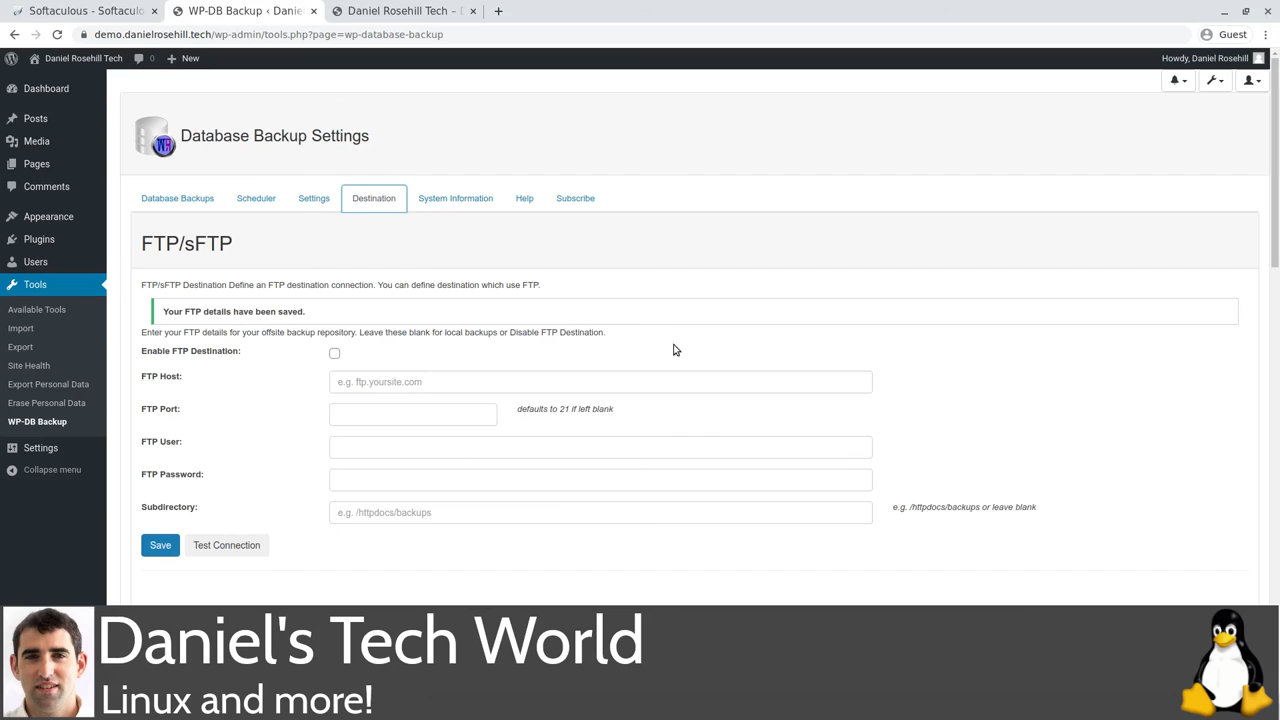 Softaculous - Softaculo
WP-DB Backup ‹ Danie
Daniel Rosehill Tech – D
demo.danielrosehill.tech/wp-admin/tools.php?page=wp-database-backup
Guest
Daniel Rosehill Tech
0
New
Howdy, Daniel Rosehill
Dashboard
Posts
Media
Pages
Comments
Appearance
Plugins
Users
Tools
Available Tools
Import
Export
Site Health
Export Personal Data
Erase Personal Data
WP-DB Backup
Settings
Collapse menu
Database Backup Settings
Database Backups
Scheduler
Settings
Destination
System Information
Help
Subscribe
FTP/sFTP
FTP/sFTP Destination Define an FTP destination connection. You can define destination which use FTP.
Your FTP details have been saved.
Enter your FTP details for your offsite backup repository. Leave these blank for local backups or Disable FTP Destination.
Enable FTP Destination:
FTP Host:
e.g. ftp.yoursite.com
FTP Port:
defaults to 21 if left blank
FTP User:
FTP Password:
Subdirectory:
e.g. /httpdocs/backups
e.g. /httpdocs/backups or leave blank
Save
Test Connection
Daniel's Tech World
Linux and more!